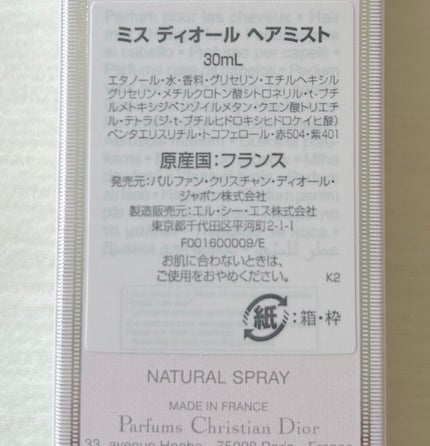 Parfum pour les cheveux • Hair
ミス ディオール ヘアミスト
30mL
エタノール・水・香料・グリセリン・エチルヘキシル
グリセリン・メチルクロトン酸シトロネリル・t-ブチ
ルメトキシジベンゾイルメタン・クエン酸トリエチ
ル・テトラ(ジ-t-ブチルヒドロキシヒドロケイヒ酸)
ペンタエリスリチル・トコフェロール・赤504・紫401
原産国:フランス
発売元:パルファン・クリスチャン・ディオール・
ジャポン株式会社
製造販売元:エル・シー・エス株式会社
東京都千代田区平河町2-1-1
F001600009/E
お肌に合わないときは、
ご使用をおやめください。
K2
紙:箱・枠
NATURAL SPRAY
MADE IN FRANCE
Parfums Christian Dior
33, avenue Hoche 75008 Paris France